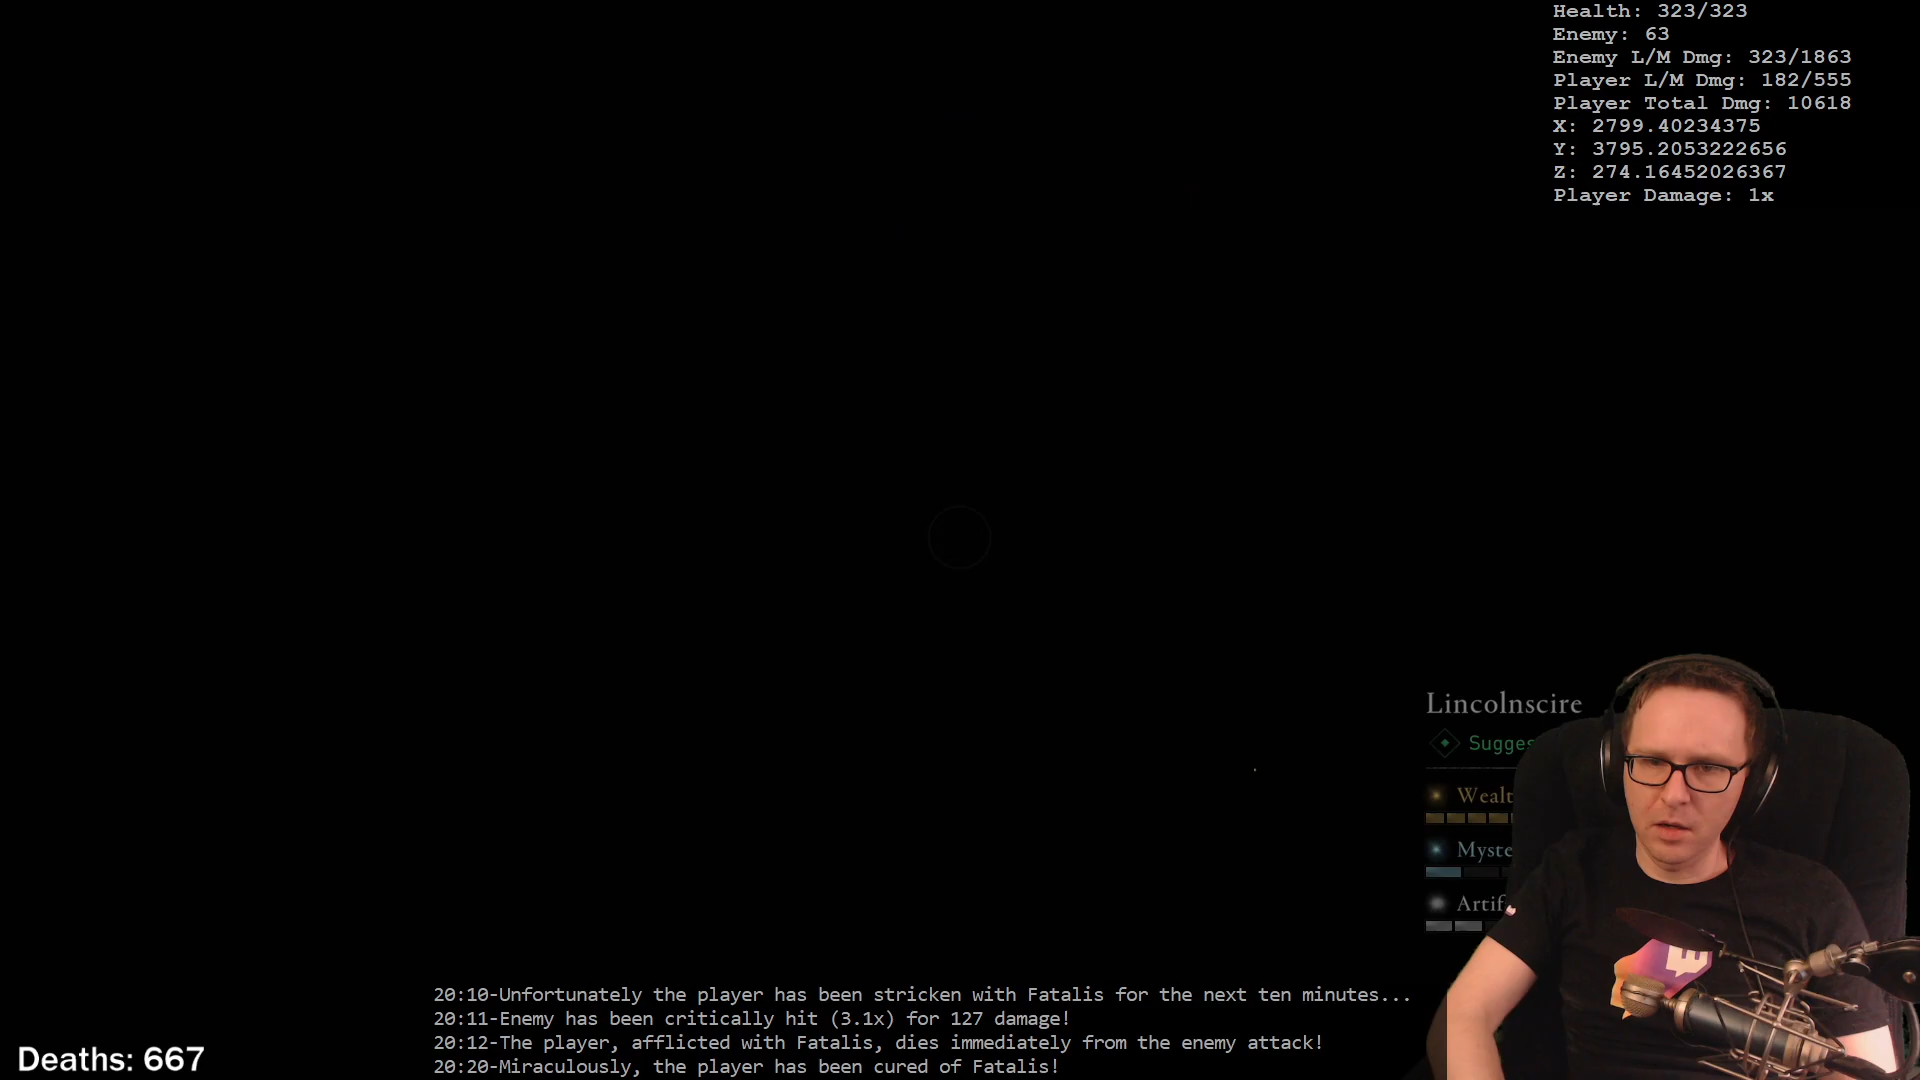 Health: 323/323
Enemy: 63
Enemy L/M Dmg: 323/1863
Player L/M Dmg: 182/555
Player Total Dmg: 10618
X: 2799.40234375
Y: 3795.2053222656
Z: 274.16452026367
Player Damage: 1x
Lincolnscire
Sugges
Wealt
Myste
Artif
20:10-Unfortunately the player has been stricken with Fatalis for the next ten minutes...
20:11-Enemy has been critically hit (3.1x) for 127 damage!
20:12-The player, afflicted with Fatalis, dies immediately from the enemy attack!
20:20-Miraculously, the player has been cured of Fatalis!
Deaths: 667